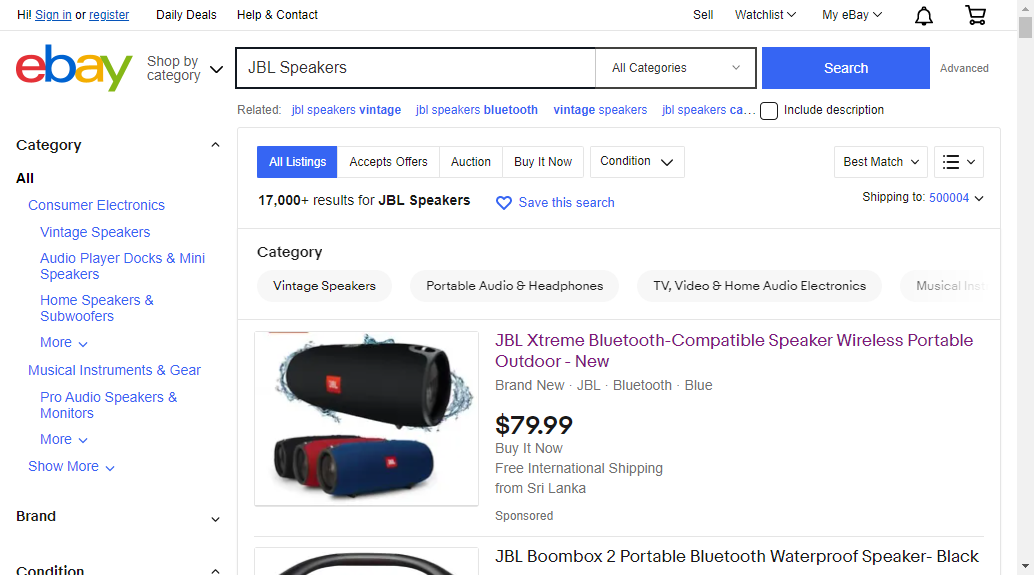 Hi! Sign in or register
Daily Deals
Help & Contact
Sell
Watchlist
My eBay
ebay
Shop by
category
JBL Speakers
All Categories
Search
Advanced
Related:
jbl speakers vintage
jbl speakers bluetooth
vintage speakers
jbl speakers ca...
Include description
Category
All
Consumer Electronics
Vintage Speakers
Audio Player Docks & Mini
Speakers
Home Speakers &
Subwoofers
More
Musical Instruments & Gear
Pro Audio Speakers &
Monitors
More
Show More
Brand
Condition
All Listings
Accepts Offers
Auction
Buy It Now
Condition
Best Match
17,000+ results for JBL Speakers
Save this search
Shipping to: 500004
Category
Vintage Speakers
Portable Audio & Headphones
TV, Video & Home Audio Electronics
Musical Inst
JBL
JBL
JBL Xtreme Bluetooth-Compatible Speaker Wireless Portable
Outdoor - New
Brand New · JBL · Bluetooth · Blue
$79.99
Buy It Now
Free International Shipping
from Sri Lanka
Sponsored
JBL Boombox 2 Portable Bluetooth Waterproof Speaker- Black